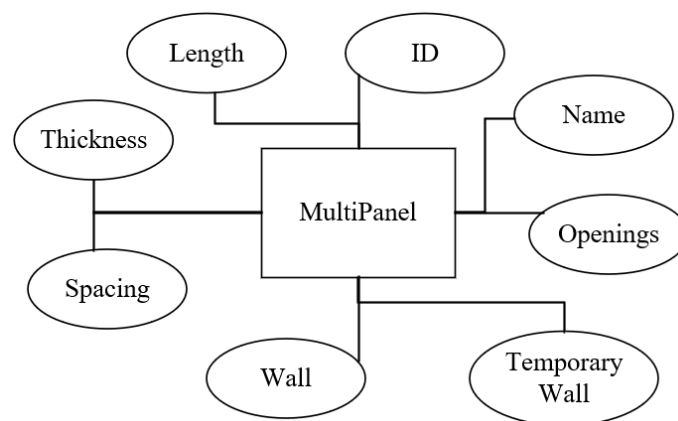 Length
ID
Name
Thickness
MultiPanel
Openings
Spacing
Wall
Temporary
Wall